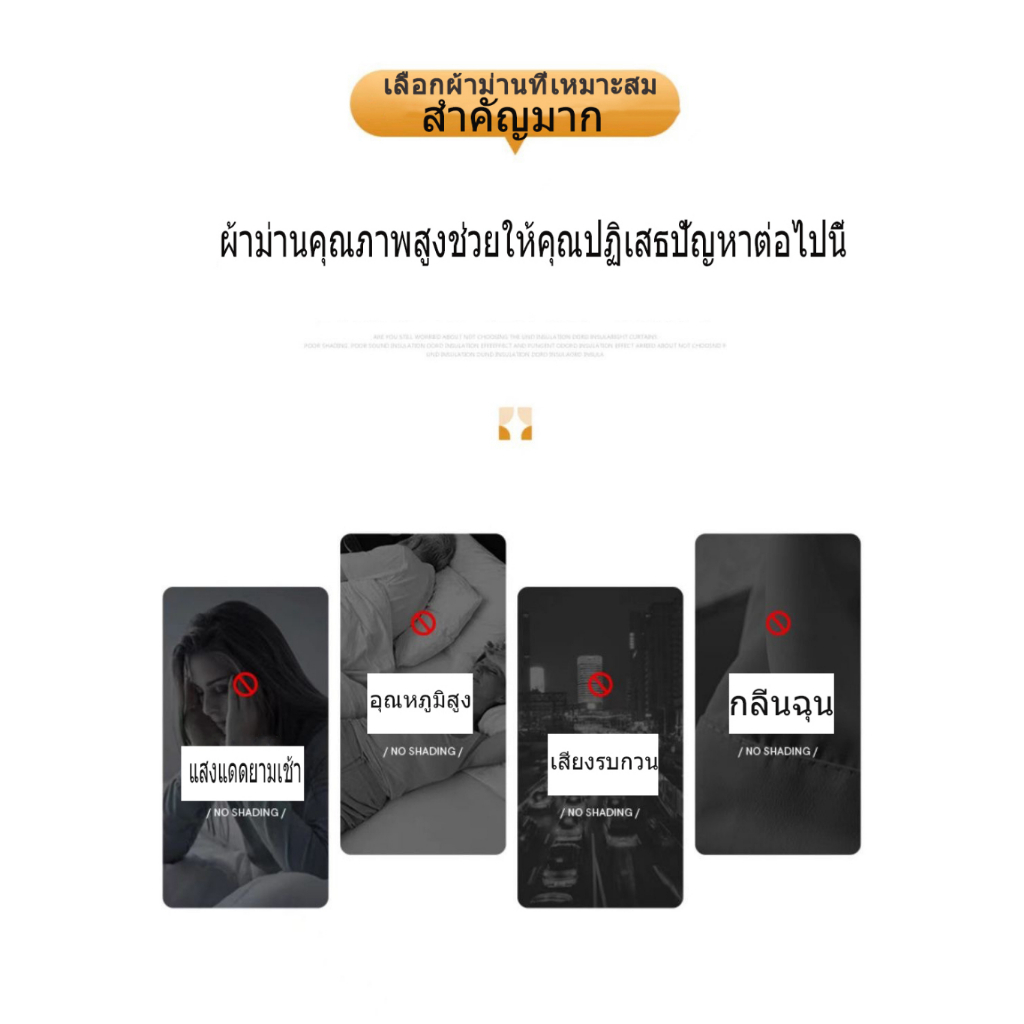 เลือกผ้าม่านที่เหมาะสม
สำคัญมาก
ผ้าม่านคุณภาพสูงช่วยให้คุณปฏิเสธปัญหาต่อไปนี้
อุณหภูมิสูง
/ NO SHADING /
กลิ่นฉุน
/ NO SHADING /
แสงแดดยามเช้า
/ NO SHADING /
เสียงรบกวน
/ NO SHADING /